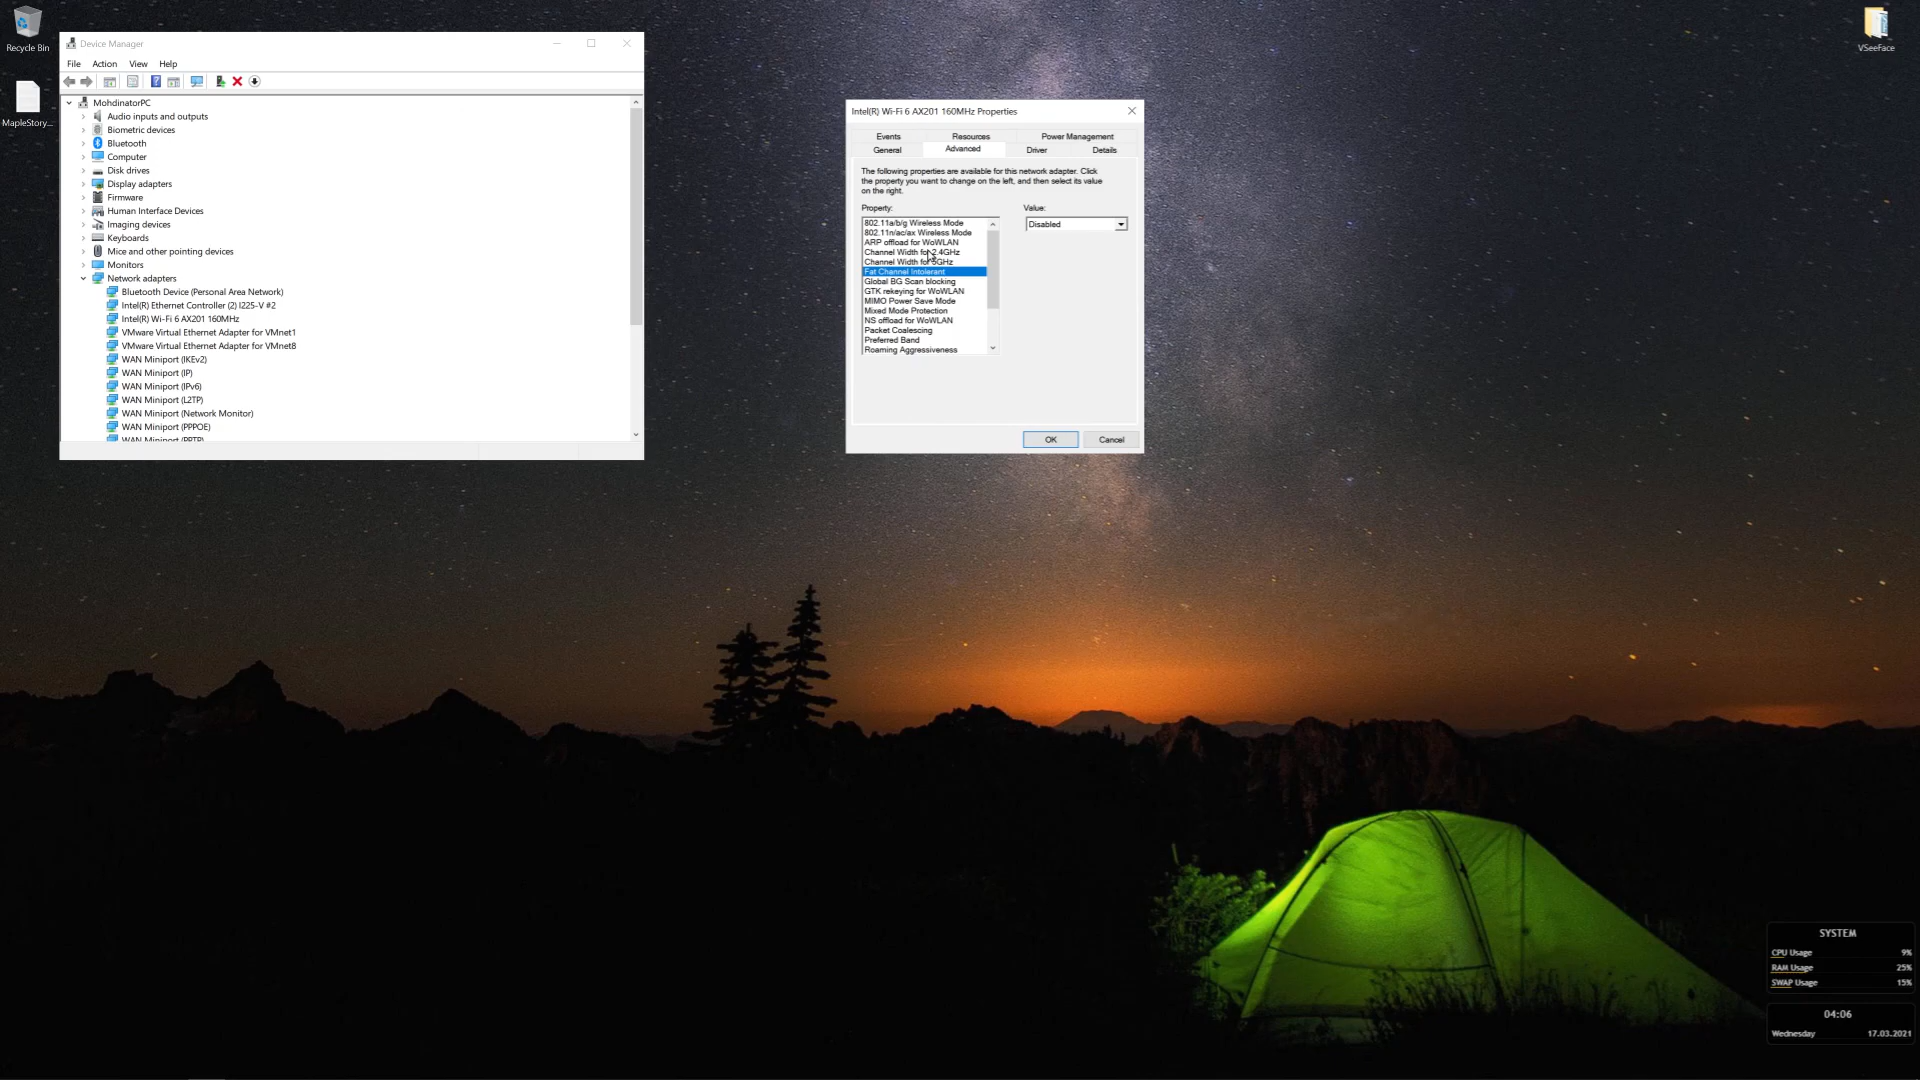 Recycle Bin
MapleStory...
VSeeFace
Device Manager
File Action View Help
MohdinatorPC
Audio inputs and outputs
Biometric devices
Bluetooth
Computer
Disk drives
Display adapters
Firmware
Human Interface Devices
Imaging devices
Keyboards
Mice and other pointing devices
Monitors
Network adapters
Bluetooth Device (Personal Area Network)
Intel(R) Ethernet Controller (2) I225-V #2
Intel(R) Wi-Fi 6 AX201 160MHz
VMware Virtual Ethernet Adapter for VMnet1
VMware Virtual Ethernet Adapter for VMnet8
WAN Miniport (IKEv2)
WAN Miniport (IP)
WAN Miniport (IPv6)
WAN Miniport (L2TP)
WAN Miniport (Network Monitor)
WAN Miniport (PPPOE)
WAN Miniport (PPTP)
Intel(R) Wi-Fi 6 AX201 160MHz Properties
Events Resources Power Management
General Advanced Driver Details
The following properties are available for this network adapter. Click
the property you want to change on the left, and then select its value
on the right.
Property: Value:
802.11a/b/g Wireless Mode
Disabled
802.11n/ac/ax Wireless Mode
ARP offload for WoWLAN
Channel Width for 2.4GHz
Channel Width for 5GHz
Fat Channel Intolerant
Global BG Scan blocking
GTK rekeying for WoWLAN
MIMO Power Save Mode
Mixed Mode Protection
NS offload for WoWLAN
Packet Coalescing
Preferred Band
Roaming Aggressiveness
OK Cancel
SYSTEM
CPU Usage 9%
RAM Usage 25%
SWAP Usage 15%
04:06
Wednesday 17.03.2021